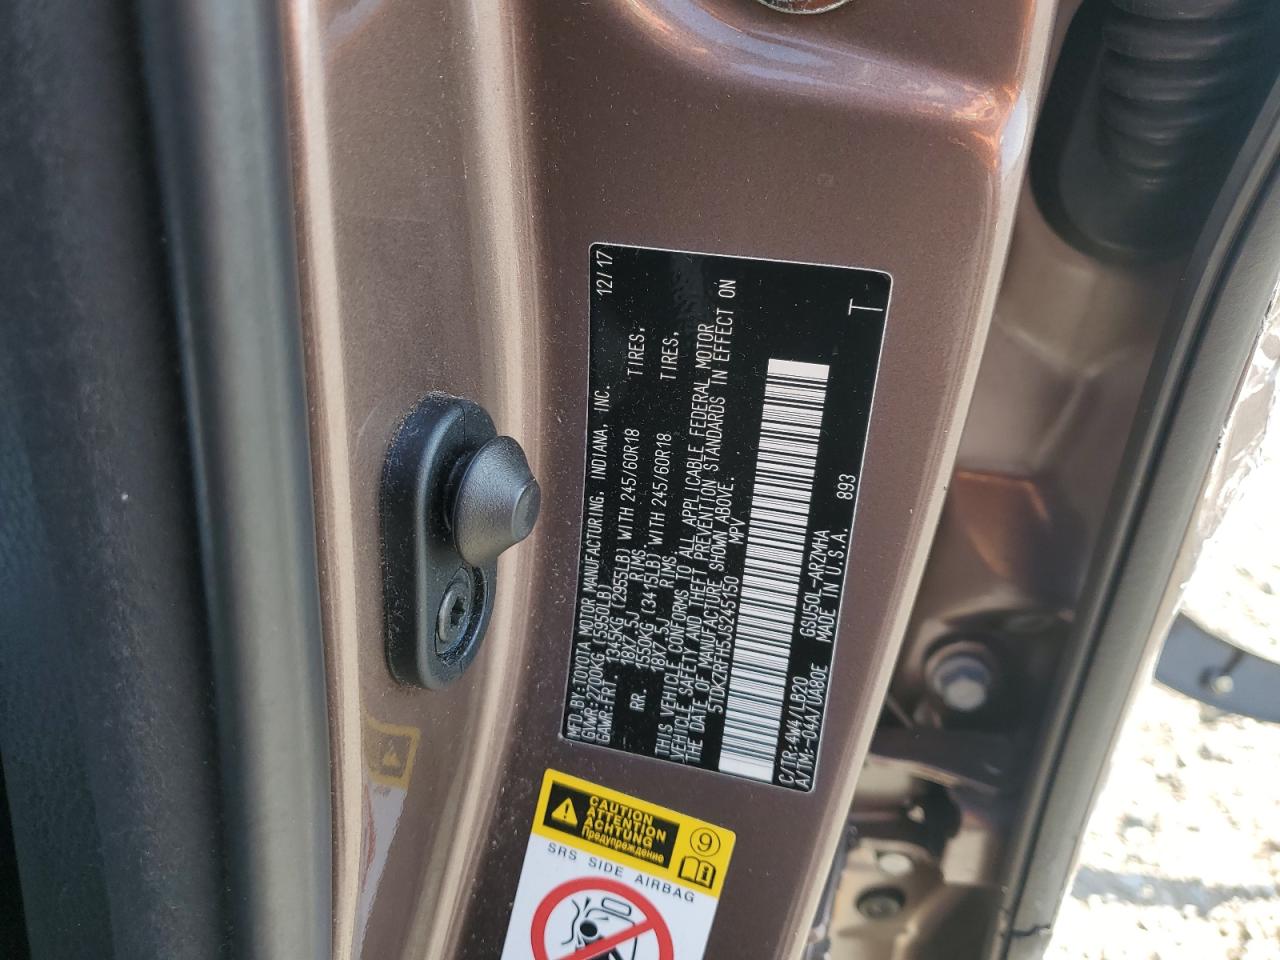 MFD.BY:TOYOTA MOTOR MANUFACTURING, INDIANA, INC. 12/17
GVWR:2700KG (5950LB)
GAWR:FRT. 1345KG (2955LB) WITH 245/60R18 TIRES,
18X7.5J RIMS
RR. 1550KG (3415LB) WITH 245/60R18 TIRES,
18X7.5J RIMS.
THIS VEHICLE CONFORMS TO ALL APPLICABLE FEDERAL MOTOR
VEHICLE SAFETY AND THEFT PREVENTION STANDARDS IN EFFECT ON
THE DATE OF MANUFACTURE SHOWN ABOVE.
5TDKZRFH5JS245150 MPV
C/TR:4W4/LB20 GSU50L-ARZMHA
A/TM:-04A/UA80E MADE IN U.S.A. 893 T
CAUTION
ATTENTION
ACHTUNG
Предупреждение
9
SRS SIDE AIRBAG